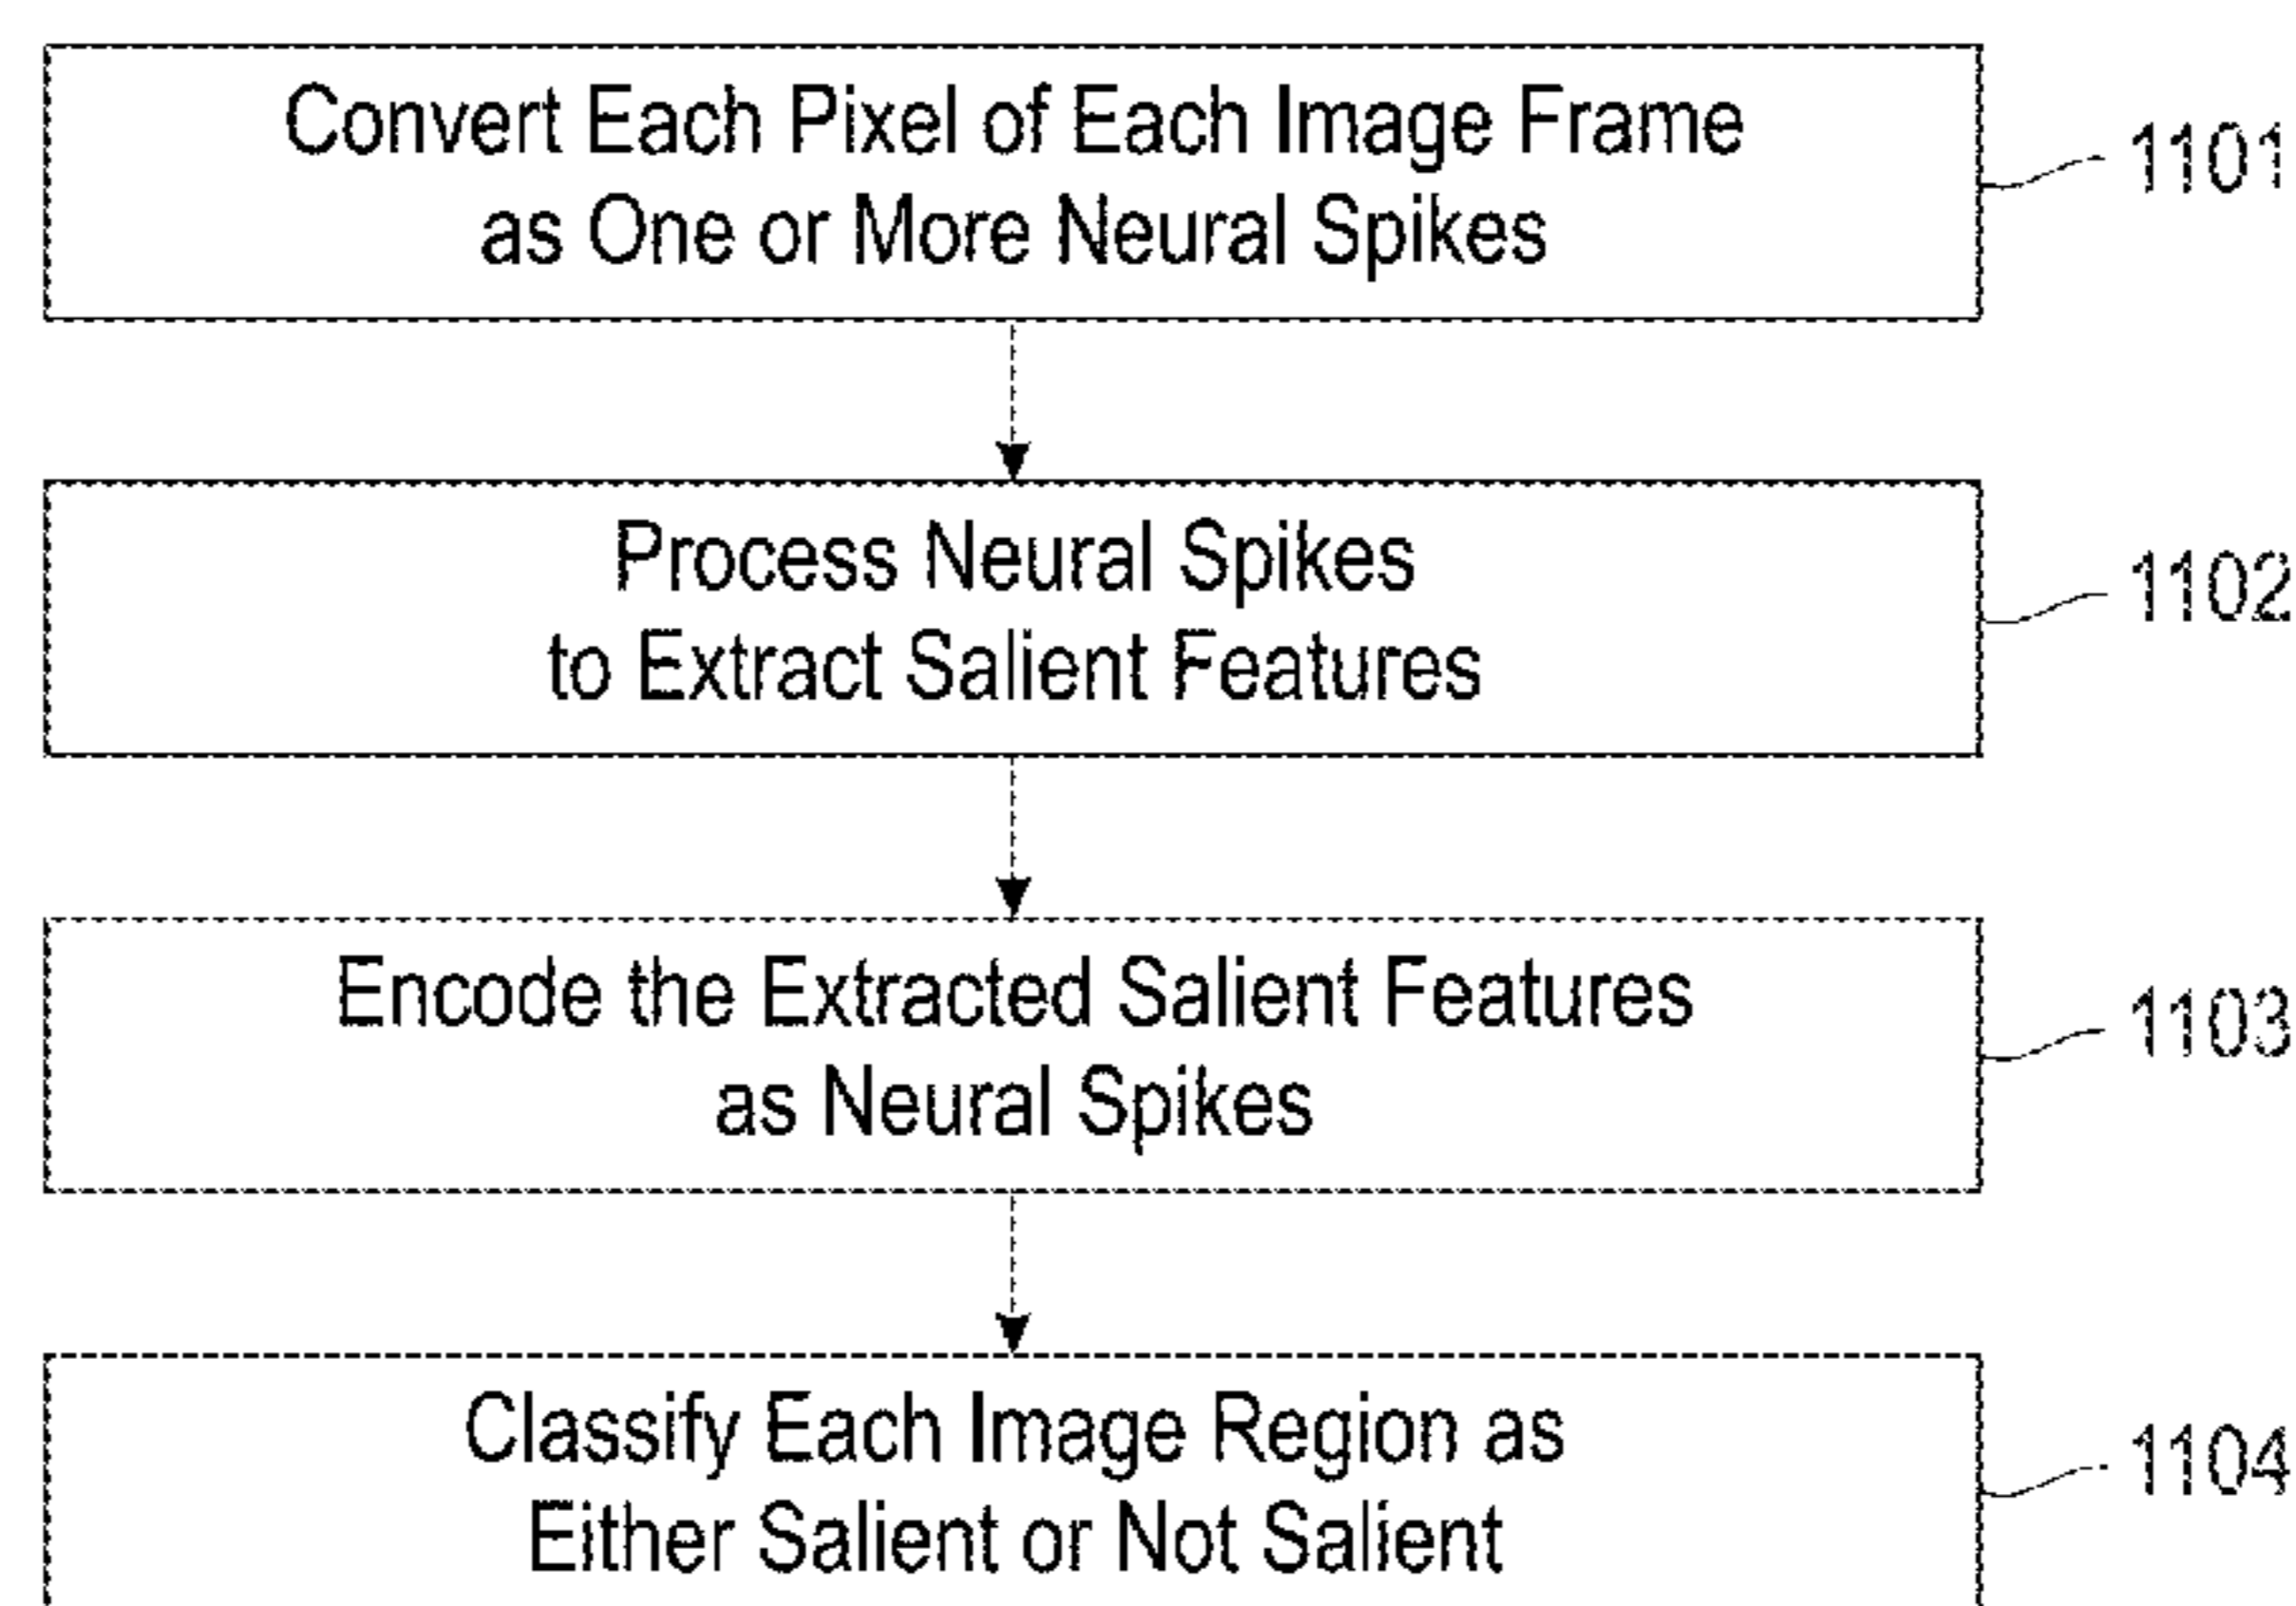 Convert Each Pixel of Each Image Frame
as One or More Neural Spikes
1101
Process Neural Spikes
to Extract Salient Features
1102
Encode the Extracted Salient Features
as Neural Spikes
1103
Classify Each Image Region as
Either Salient or Not Salient
1104